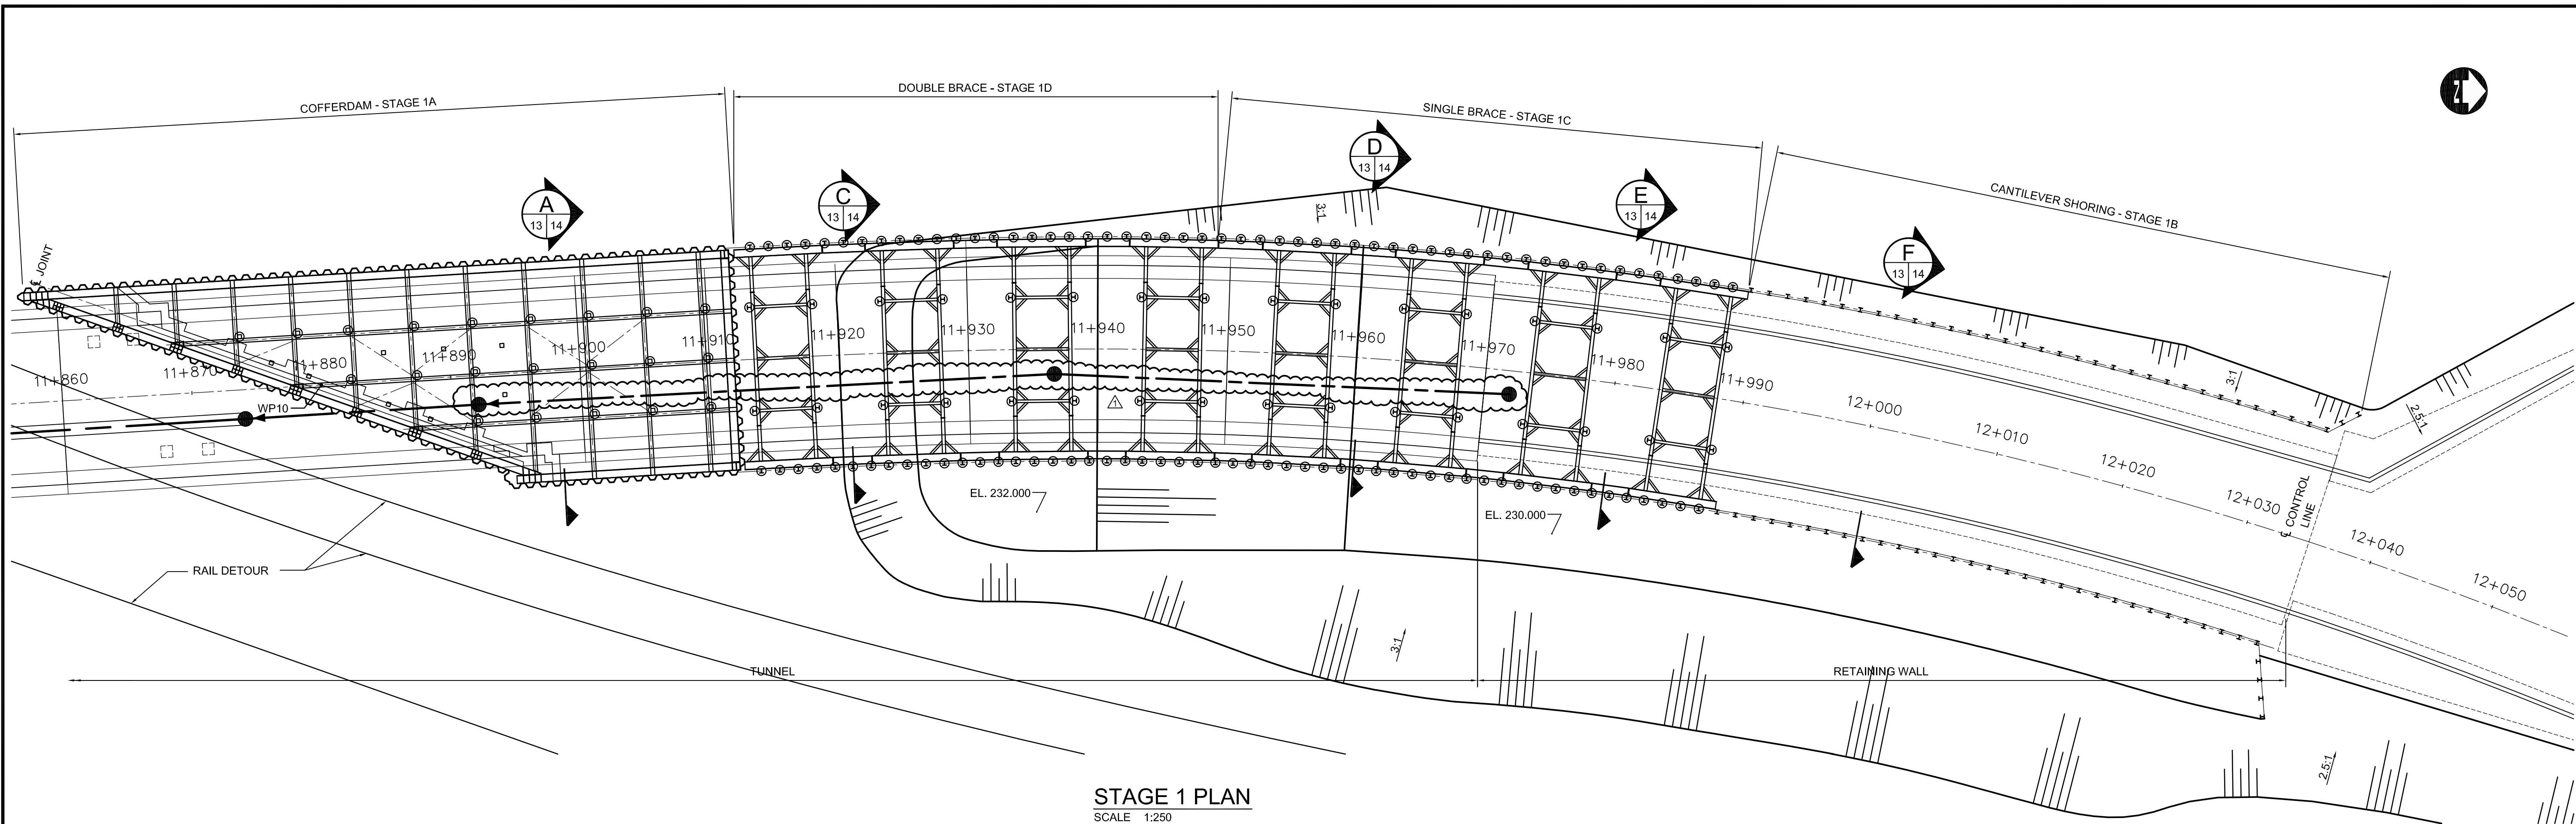 COFFERDAM - STAGE 1A
DOUBLE BRACE - STAGE 1D
SINGLE BRACE - STAGE 1C
CANTILEVER SHORING - STAGE 1B
Z
A
13 14
C
13 14
D
13 14
E
13 14
F
13 14
℄ JOINT
3:1
3:1
2.5:1
11+860
11+870
11+880
11+890
11+900
11+910
11+920
11+930
11+940
11+950
11+960
11+970
11+980
11+990
12+000
12+010
12+020
12+030
12+040
12+050
WP10
1
EL. 232.000
EL. 230.000
℄ CONTROL
LINE
RAIL DETOUR
3:1
2.5:1
TUNNEL
RETAINING WALL
STAGE 1 PLAN
SCALE 1:250